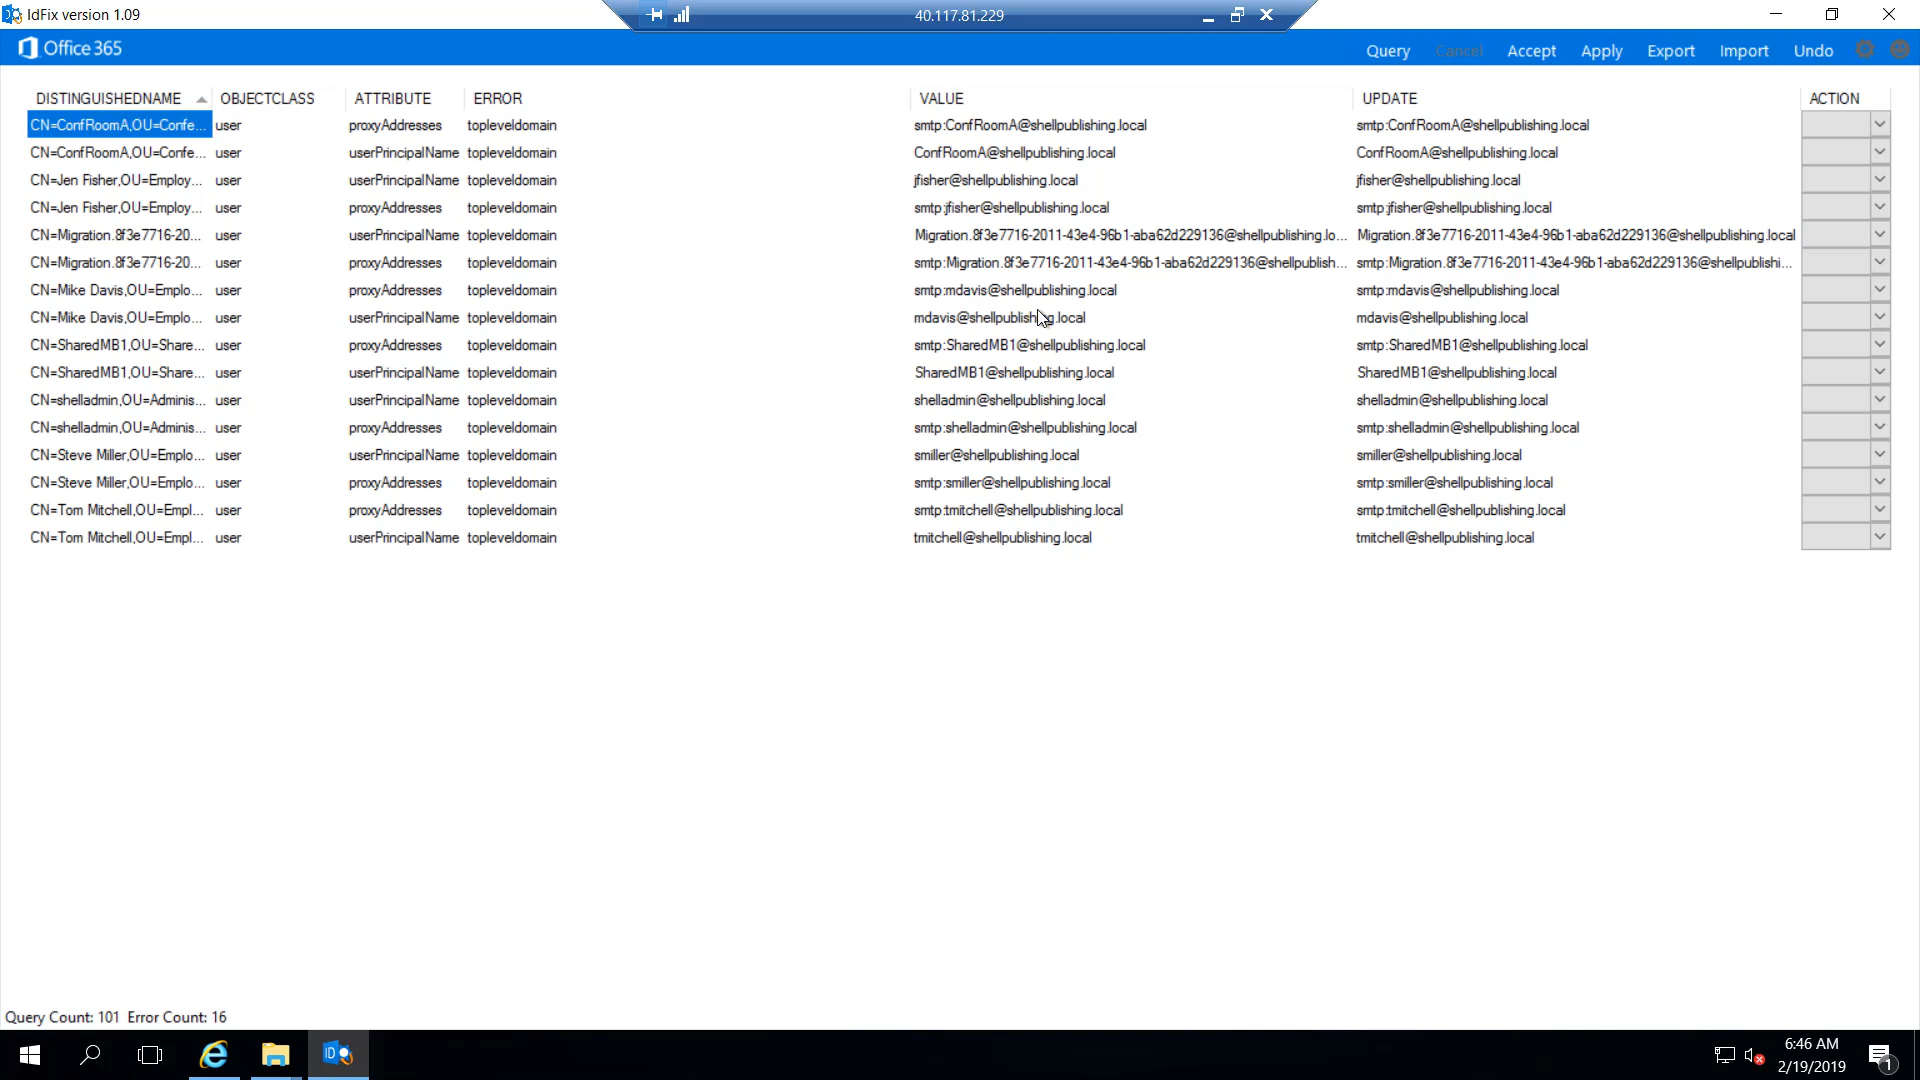 IdFix version 1.09
40.117.81.229
Office 365
Query Cancel Accept Apply Export Import Undo
DISTINGUISHEDNAME OBJECTCLASS ATTRIBUTE ERROR VALUE UPDATE ACTION
CN=ConfRoomA,OU=Confe... user proxyAddresses topleveldomain smtp:ConfRoomA@shellpublishing.local smtp:ConfRoomA@shellpublishing.local
CN=ConfRoomA,OU=Confe... user userPrincipalName topleveldomain ConfRoomA@shellpublishing.local ConfRoomA@shellpublishing.local
CN=Jen Fisher,OU=Employ... user userPrincipalName topleveldomain jfisher@shellpublishing.local jfisher@shellpublishing.local
CN=Jen Fisher,OU=Employ... user proxyAddresses topleveldomain smtp:jfisher@shellpublishing.local smtp:jfisher@shellpublishing.local
CN=Migration.8f3e7716-20... user userPrincipalName topleveldomain Migration.8f3e7716-2011-43e4-96b1-aba62d229136@shellpublishing.lo... Migration.8f3e7716-2011-43e4-96b1-aba62d229136@shellpublishing.local
CN=Migration.8f3e7716-20... user proxyAddresses topleveldomain smtp:Migration.8f3e7716-2011-43e4-96b1-aba62d229136@shellpublish... smtp:Migration.8f3e7716-2011-43e4-96b1-aba62d229136@shellpublishi...
CN=Mike Davis,OU=Emplo... user proxyAddresses topleveldomain smtp:mdavis@shellpublishing.local smtp:mdavis@shellpublishing.local
CN=Mike Davis,OU=Emplo... user userPrincipalName topleveldomain mdavis@shellpublishing.local mdavis@shellpublishing.local
CN=SharedMB1,OU=Share... user proxyAddresses topleveldomain smtp:SharedMB1@shellpublishing.local smtp:SharedMB1@shellpublishing.local
CN=SharedMB1,OU=Share... user userPrincipalName topleveldomain SharedMB1@shellpublishing.local SharedMB1@shellpublishing.local
CN=shelladmin,OU=Adminis... user userPrincipalName topleveldomain shelladmin@shellpublishing.local shelladmin@shellpublishing.local
CN=shelladmin,OU=Adminis... user proxyAddresses topleveldomain smtp:shelladmin@shellpublishing.local smtp:shelladmin@shellpublishing.local
CN=Steve Miller,OU=Emplo... user userPrincipalName topleveldomain smiller@shellpublishing.local smiller@shellpublishing.local
CN=Steve Miller,OU=Emplo... user proxyAddresses topleveldomain smtp:smiller@shellpublishing.local smtp:smiller@shellpublishing.local
CN=Tom Mitchell,OU=Empl... user proxyAddresses topleveldomain smtp:tmitchell@shellpublishing.local smtp:tmitchell@shellpublishing.local
CN=Tom Mitchell,OU=Empl... user userPrincipalName topleveldomain tmitchell@shellpublishing.local tmitchell@shellpublishing.local
Query Count: 101 Error Count: 16
ID
6:46 AM
2/19/2019
1